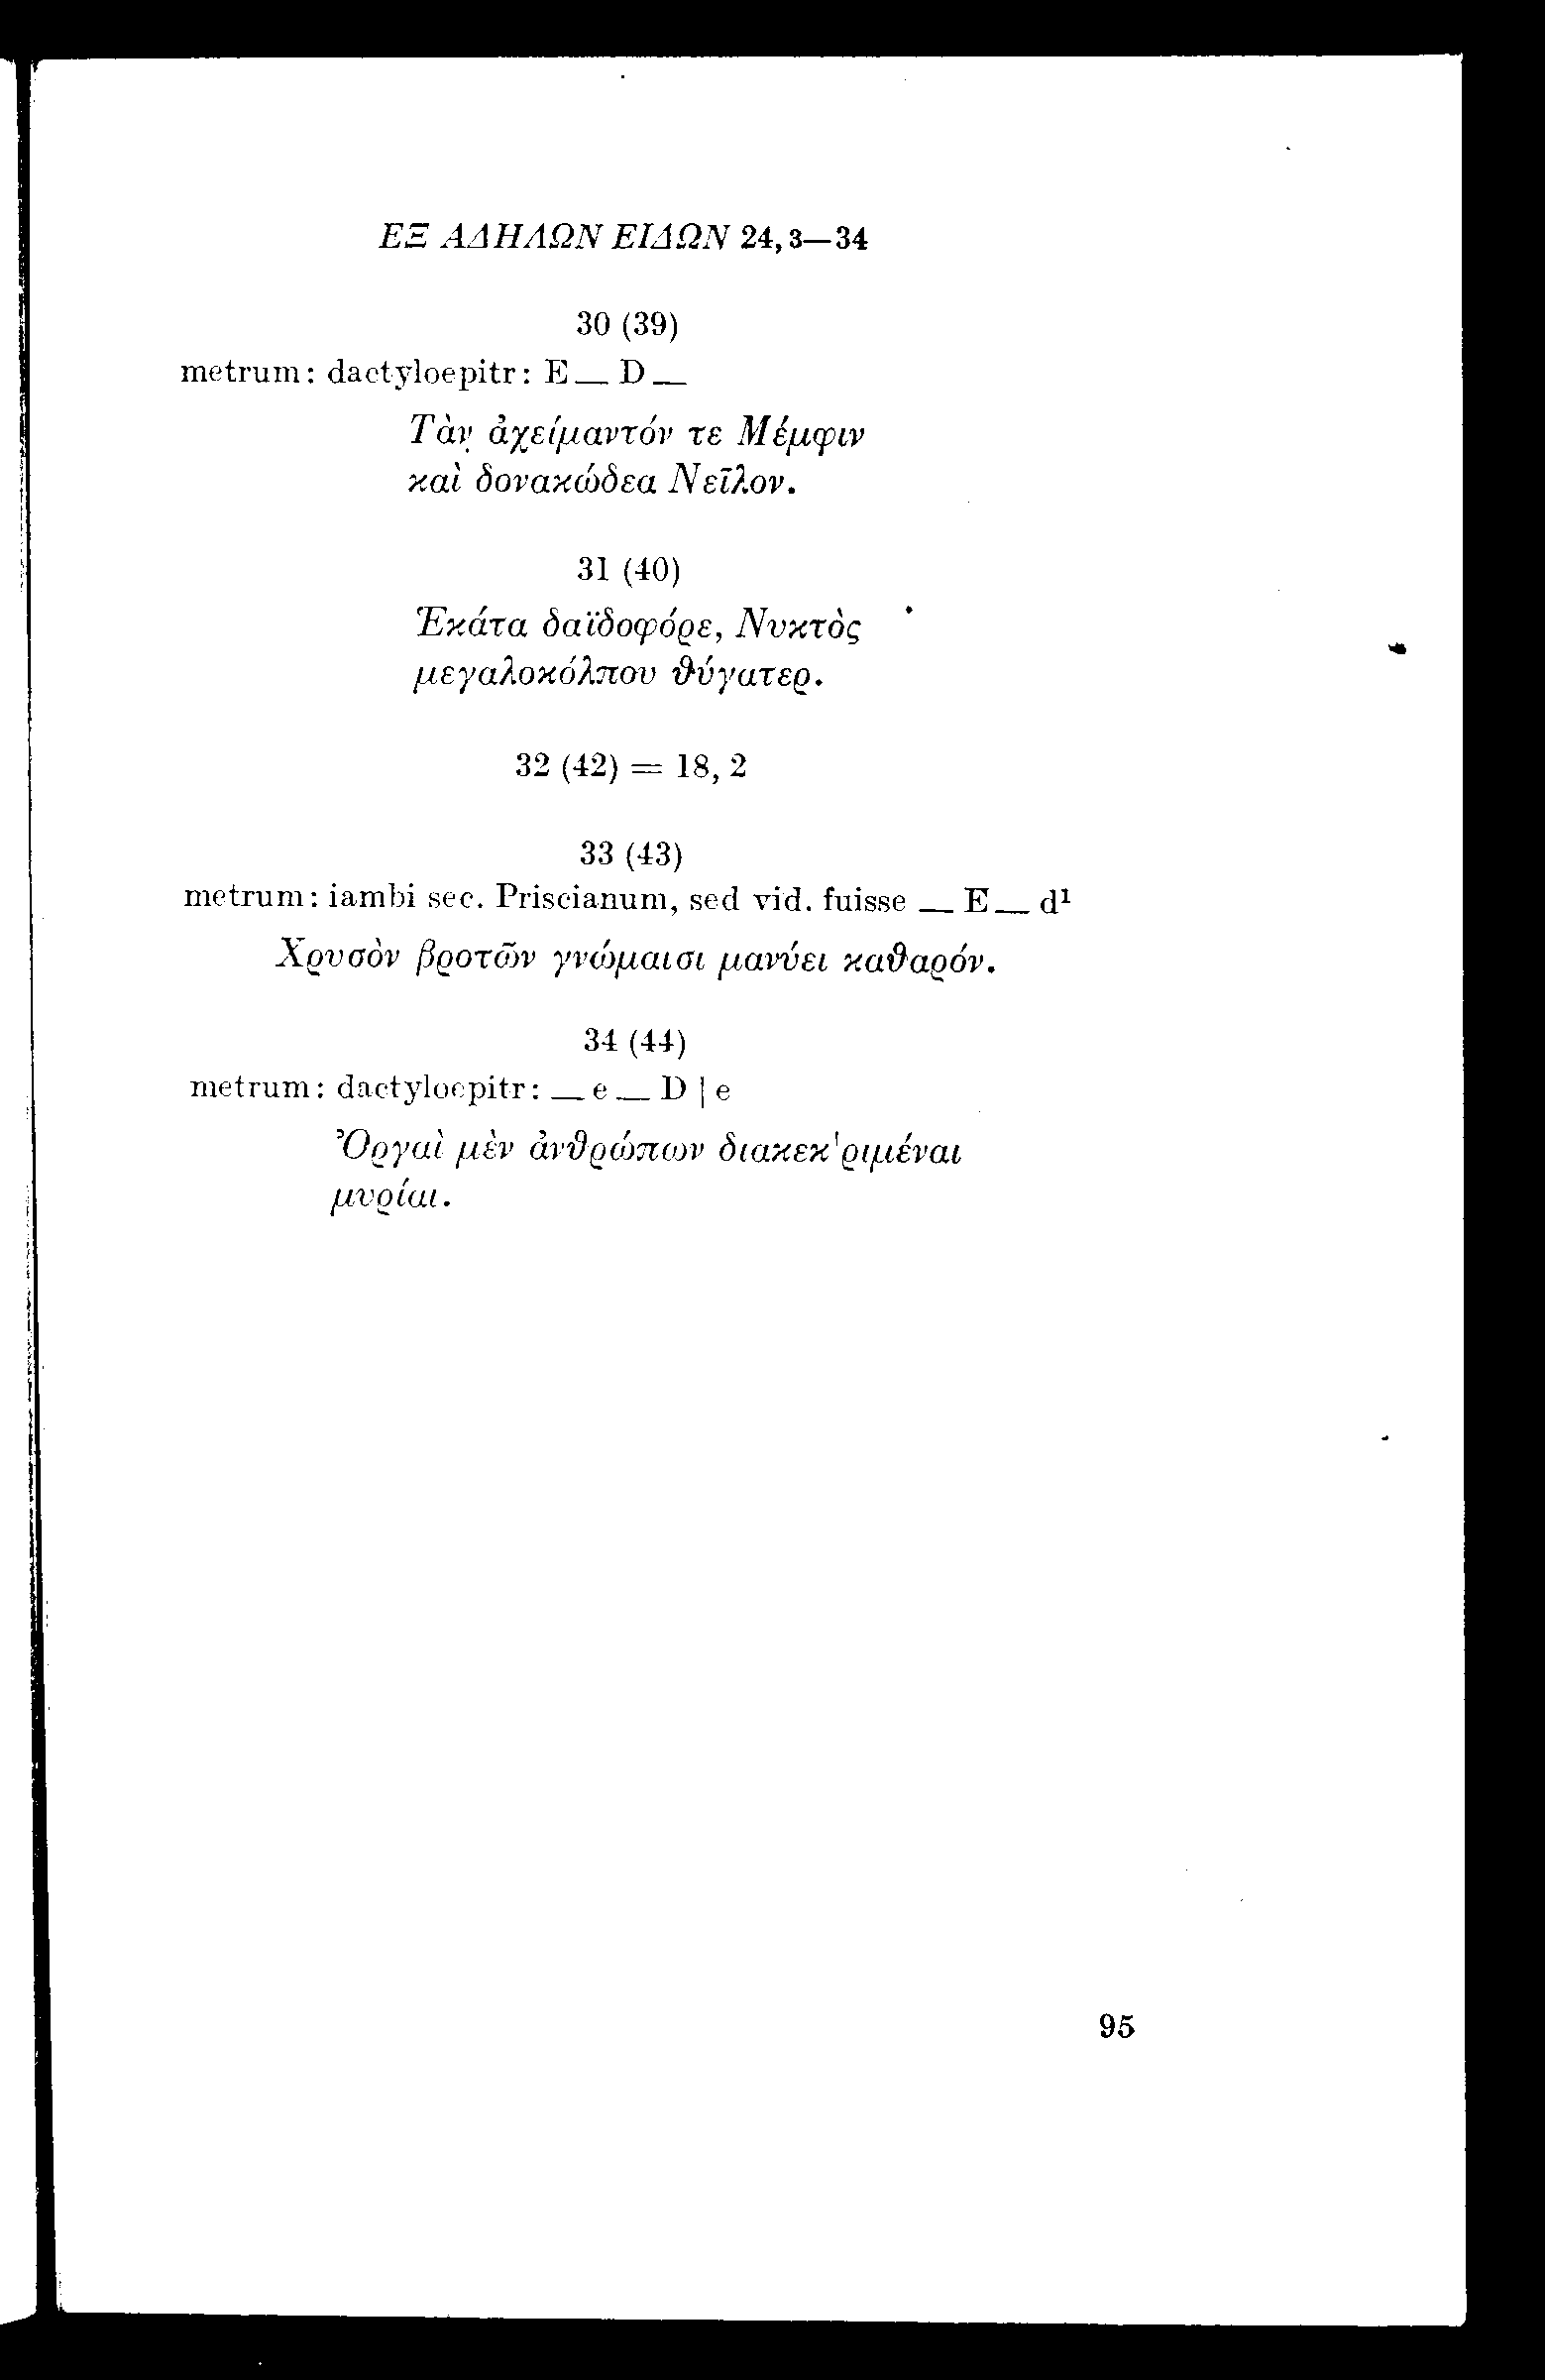 ΕΞ ΑΔΗΛΩΝ ΕΙΔΩΝ 24, 3—34
30 (39)
metrum: dactyloepitr: E — D —
Τὰν ἀχείμαντόν τε Μέμφιν
καὶ δονακώδεα Νεῖλον.
31 (40)
Ἑκάτα δαϊδοφόρε, Νυκτὸς
μεγαλοκόλπου θύγατερ.
32 (42) = 18, 2
33 (43)
metrum: iambi sec. Priscianum, sed vid. fuisse — E — d¹
Χρυσὸν βροτῶν γνώμαισι μανύει καθαρόν.
34 (44)
metrum: dactyloepitr: — e — D | e
Ὀργαὶ μὲν ἀνθρώπων διακεκ'ριμέναι
μυρίαι.
95